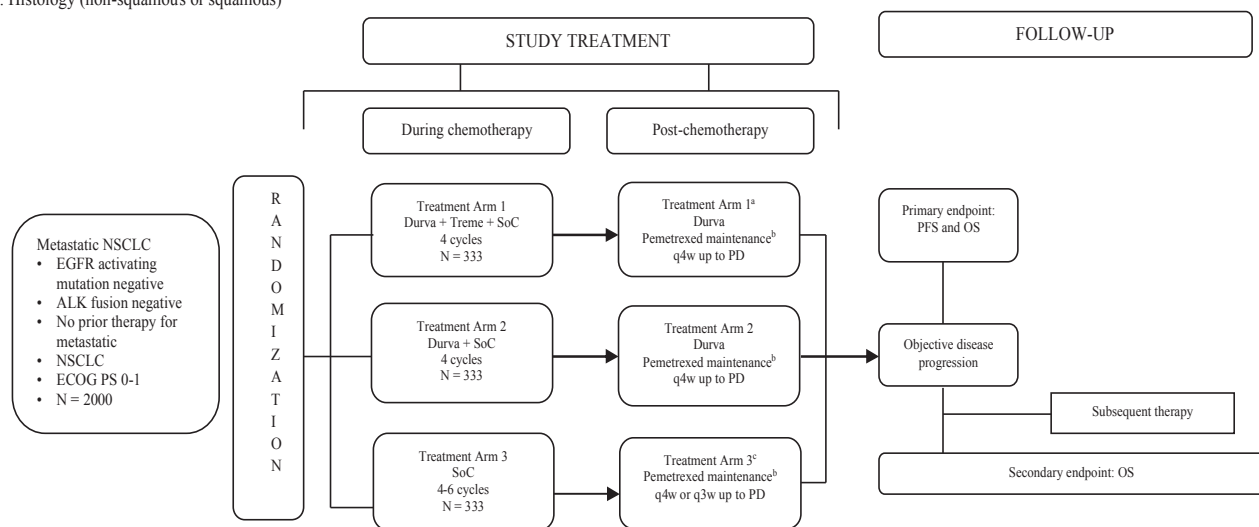 . Histology (non-squamous or squamous)
STUDY TREATMENT
FOLLOW-UP
During chemotherapy
Post-chemotherapy
RANDOMIZATION
Metastatic NSCLC
• EGFR activating
mutation negative
• ALK fusion negative
• No prior therapy for
metastatic
• NSCLC
• ECOG PS 0-1
• N = 2000
Treatment Arm 1
Durva + Treme + SoC
4 cycles
N = 333
Treatment Arm 1ᵃ
Durva
Pemetrexed maintenanceᵇ
q4w up to PD
Primary endpoint:
PFS and OS
Treatment Arm 2
Durva + SoC
4 cycles
N = 333
Treatment Arm 2
Durva
Pemetrexed maintenanceᵇ
q4w up to PD
Objective disease
progression
Subsequent therapy
Treatment Arm 3
SoC
4-6 cycles
N = 333
Treatment Arm 3ᶜ
Pemetrexed maintenanceᵇ
q4w or q3w up to PD
Secondary endpoint: OS